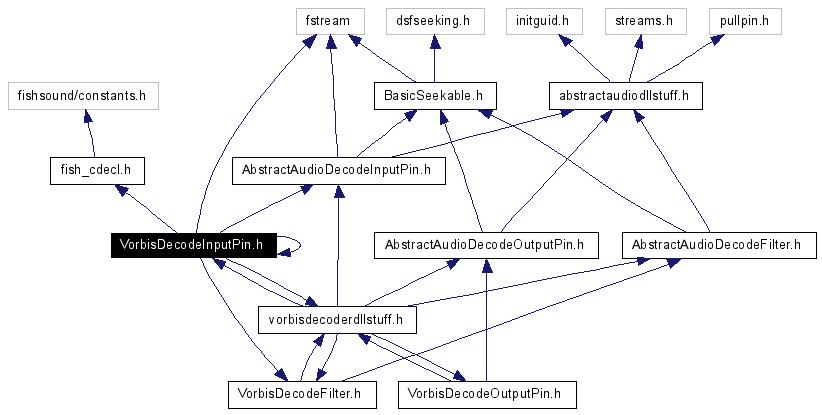 fstream
dsfseeking.h
initguid.h
streams.h
pullpin.h
fishsound/constants.h
BasicSeekable.h
abstractaudiodllstuff.h
fish_cdecl.h
AbstractAudioDecodeInputPin.h
VorbisDecodeInputPin.h
AbstractAudioDecodeOutputPin.h
AbstractAudioDecodeFilter.h
vorbisdecoderdllstuff.h
VorbisDecodeFilter.h
VorbisDecodeOutputPin.h